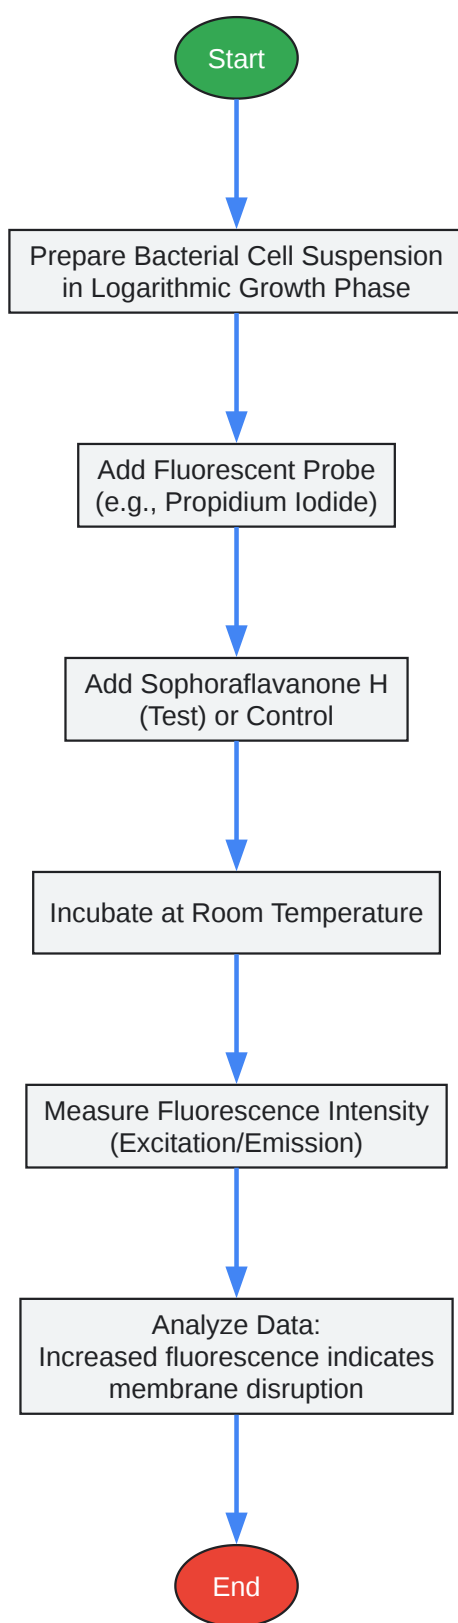 Start
Prepare Bacterial Cell Suspension
in Logarithmic Growth Phase
Add Fluorescent Probe
(e.g., Propidium Iodide)
Add Sophoraflavanone H
(Test) or Control
Incubate at Room Temperature
Measure Fluorescence Intensity
(Excitation/Emission)
Analyze Data:
Increased fluorescence indicates
membrane disruption
End